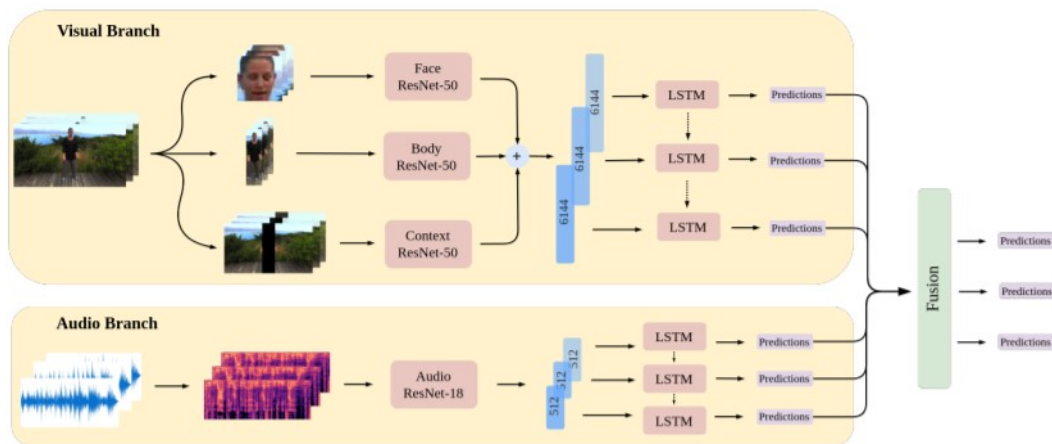 Visual Branch
Face
ResNet-50
Body
ResNet-50
Context
ResNet-50
+
6144
6144
6144
LSTM
Predictions
LSTM
Predictions
LSTM
Predictions
Audio Branch
Audio
ResNet-18
512
512
512
LSTM
Predictions
LSTM
Predictions
LSTM
Predictions
Fusion
Predictions
Predictions
Predictions